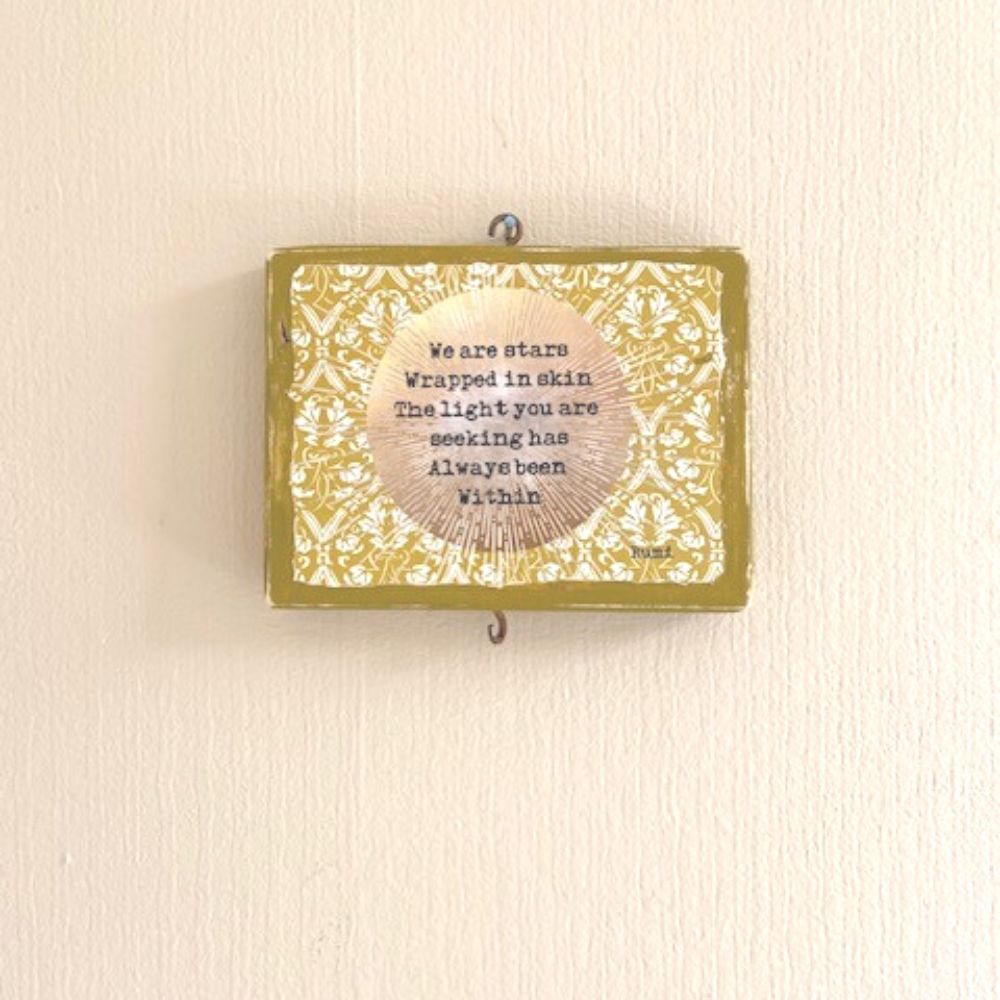 We are stars
Wrapped in skin
The light you are
seeking has
Always been
Within
Rumi